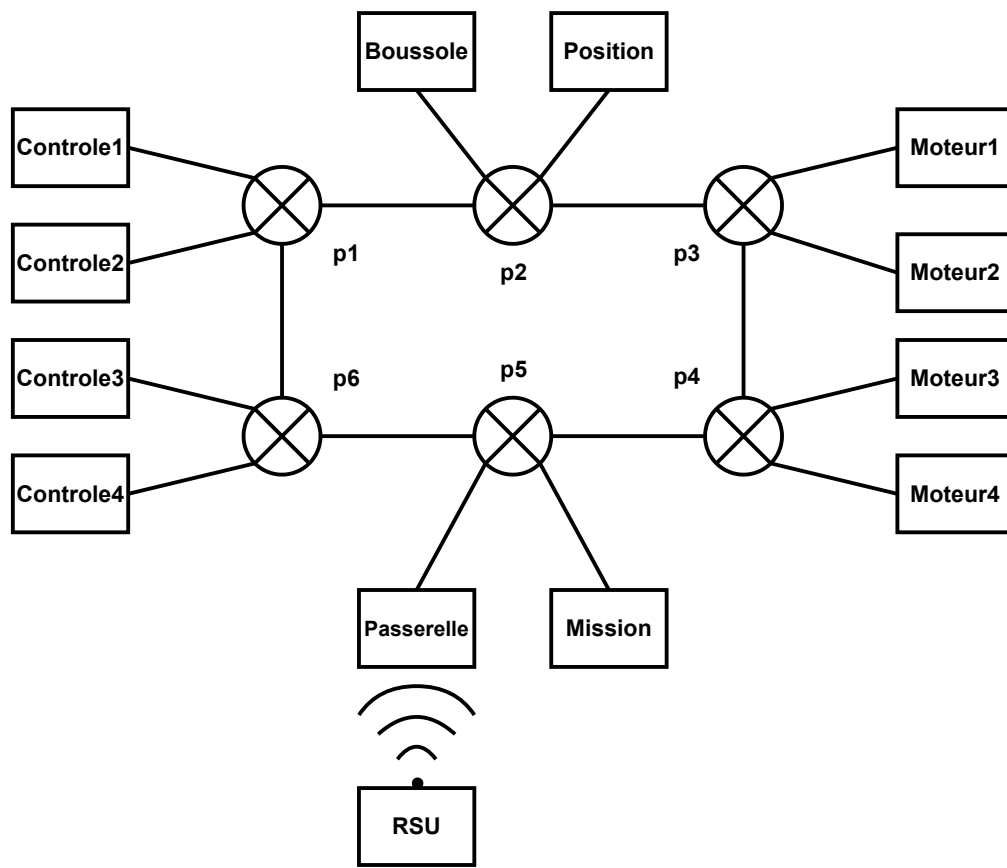 Boussole
Position
Controle1
Moteur1
Controle2
p1
p2
p3
Moteur2
Controle3
p6
p5
p4
Moteur3
Controle4
Moteur4
Passerelle
Mission
RSU